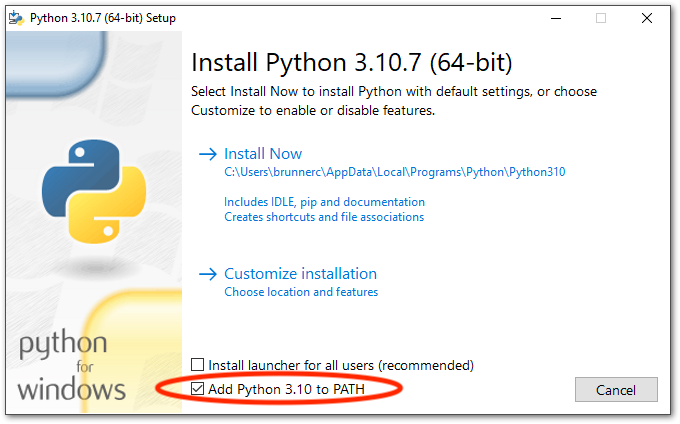 Python 3.10.7 (64-bit) Setup
Install Python 3.10.7 (64-bit)
Select Install Now to install Python with default settings, or choose
Customize to enable or disable features.
Install Now
C:\Users\brunnerc\AppData\Local\Programs\Python\Python310
Includes IDLE, pip and documentation
Creates shortcuts and file associations
Customize installation
Choose location and features
python
for
windows
Install launcher for all users (recommended)
Add Python 3.10 to PATH
Cancel